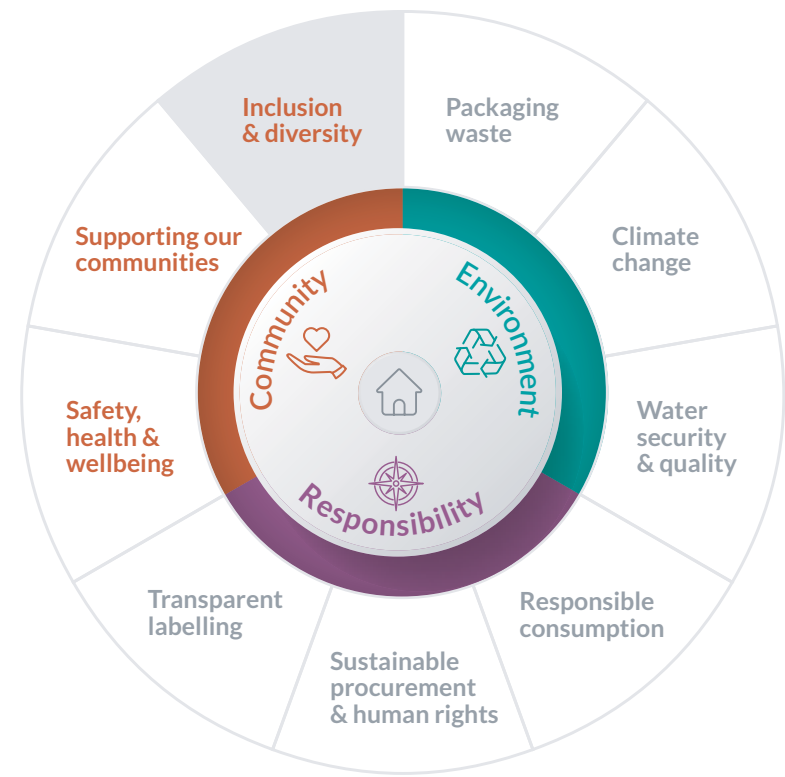 Inclusion
& diversity
Packaging
waste
Climate
change
Water
security
& quality
Responsible
consumption
Sustainable
procurement
& human rights
Transparent
labelling
Safety,
health &
wellbeing
Supporting our
communities
Community
Environment
Responsibility